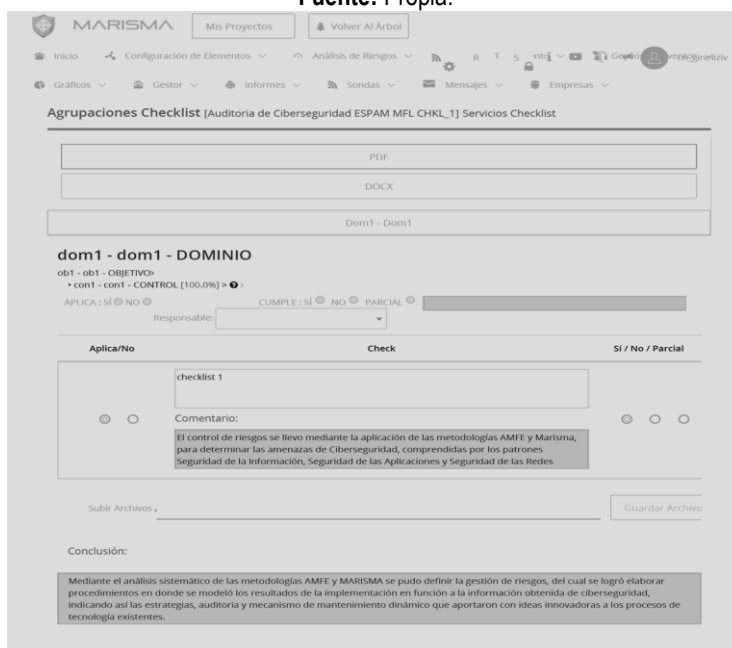 Fuente: Propia.
MARISMA Mis Proyectos Volver Al Árbol
Inicio Configuración de Elementos Análisis de Riesgos R T S
Gráficos Gestor Informes Sondas Mensajes Empresas
Agrupaciones Checklist [Auditoria de Ciberseguridad ESPAM MFL CHKL_1] Servicios Checklist
PDF
DOCX
Dom1 - Dom1
dom1 - dom1 - DOMINIO
ob1 - ob1 - OBJETIVO>
• con1 - con1 - CONTROL [100.0%] > ? >
APLICA : SÍ NO CUMPLE : SÍ NO PARCIAL
Responsable:
Aplica/No Check Sí / No / Parcial
checklist 1
Comentario:
El control de riesgos se llevo mediante la aplicación de las metodologías AMFE y Marisma,
para determinar las amenazas de Ciberseguridad, comprendidas por los patrones
Seguridad de la Información, Seguridad de las Aplicaciones y Seguridad de las Redes
Subir Archivos Guardar Archivo
Conclusión:
Mediante el análisis sistemático de las metodologías AMFE y MARISMA se pudo definir la gestión de riesgos, del cual se logró elaborar
procedimientos en donde se modeló los resultados de la implementación en función a la información obtenida de ciberseguridad,
indicando así las estrategias, auditoria y mecanismo de mantenimiento dinámico que aportaron con ideas innovadoras a los procesos de
tecnología existentes.